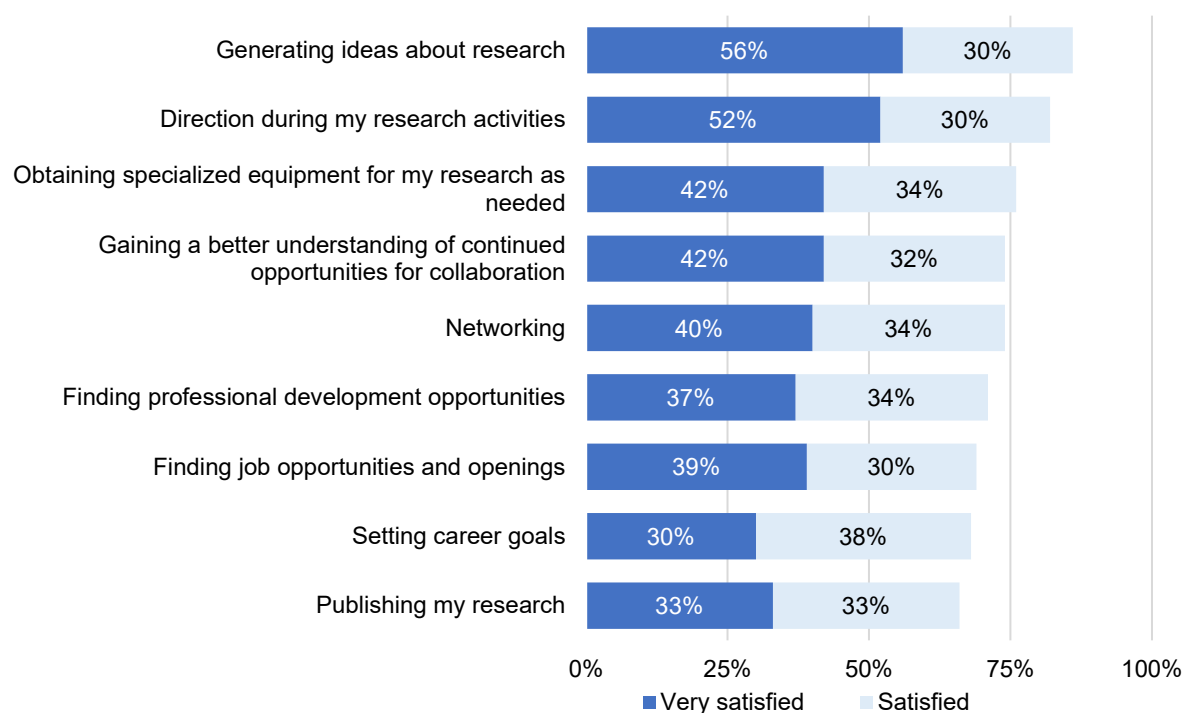 Generating ideas about research 56% 30%
Direction during my research activities 52% 30%
Obtaining specialized equipment for my research as
needed 42% 34%
Gaining a better understanding of continued
opportunities for collaboration 42% 32%
Networking 40% 34%
Finding professional development opportunities 37% 34%
Finding job opportunities and openings 39% 30%
Setting career goals 30% 38%
Publishing my research 33% 33%
0% 25% 50% 75% 100%
Very satisfied Satisfied